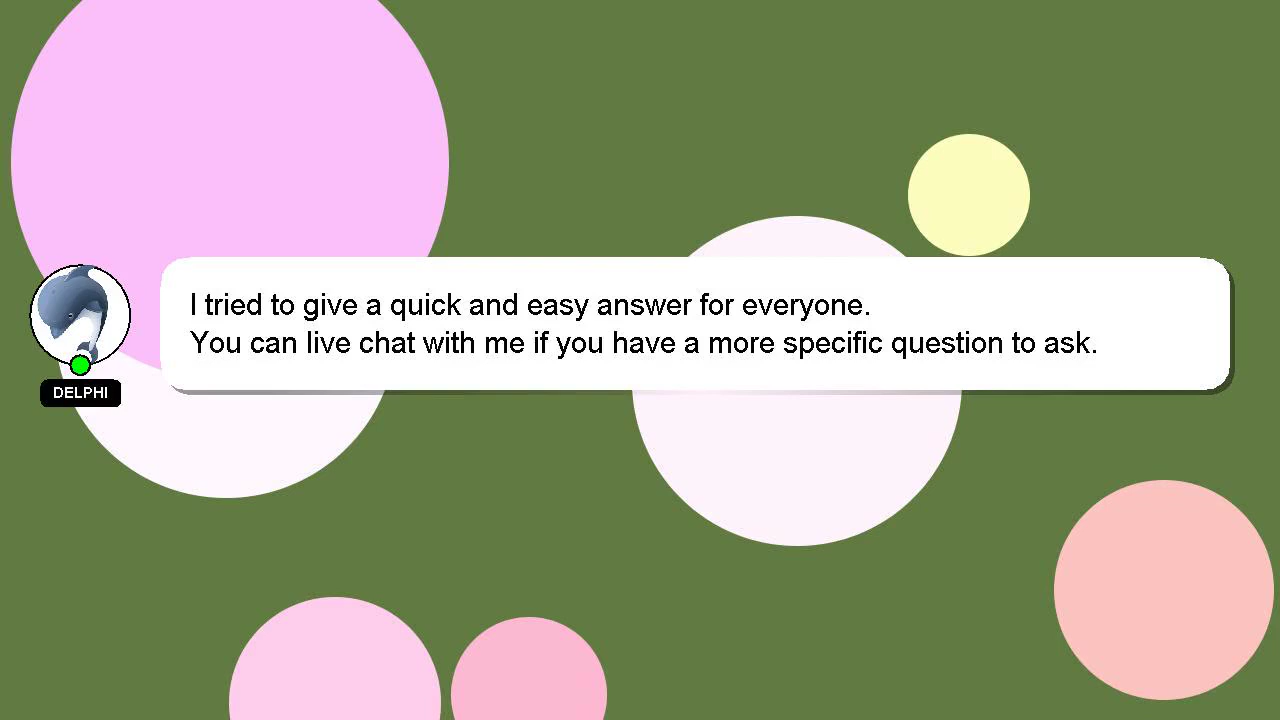 I tried to give a quick and easy answer for everyone.
You can live chat with me if you have a more specific question to ask.
DELPHI